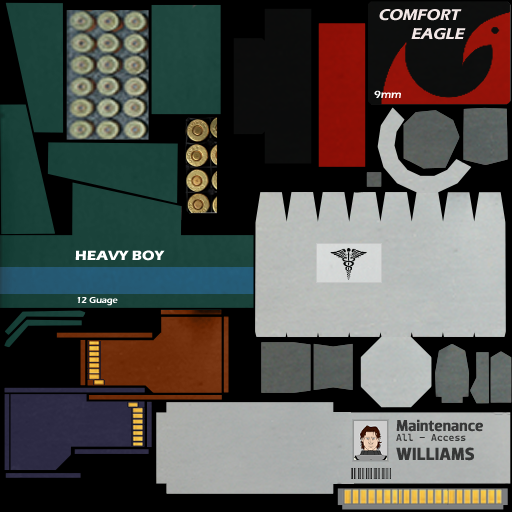 COMFORT
EAGLE
9mm
HEAVY BOY
12 Guage
Maintenance
All - Access
WILLIAMS